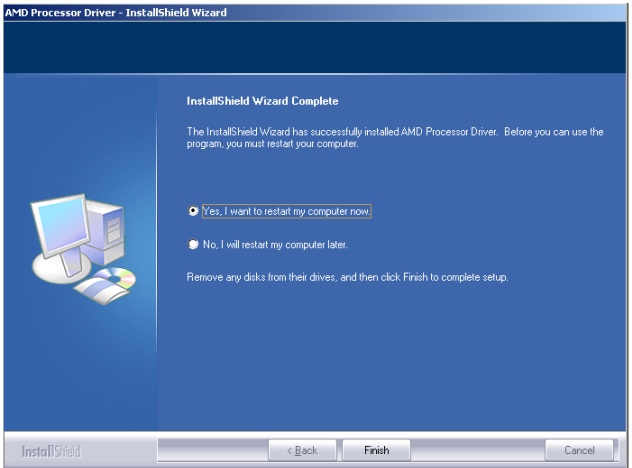 AMD Processor Driver - InstallShield Wizard
InstallShield Wizard Complete
The InstallShield Wizard has successfully installed AMD Processor Driver. Before you can use the
program, you must restart your computer.
Yes, I want to restart my computer now.
No, I will restart my computer later.
Remove any disks from their drives, and then click Finish to complete setup.
InstallShield
< Back Finish Cancel